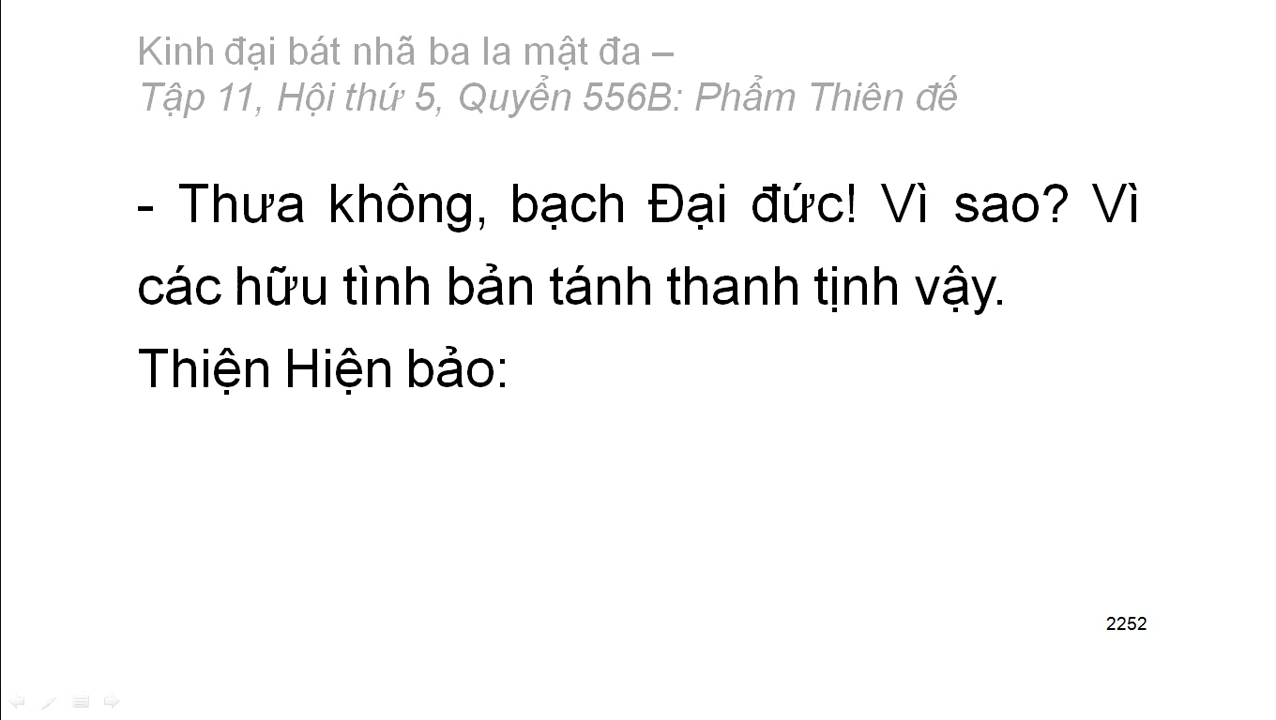 Kinh đại bát nhã ba la mật đa –
Tập 11, Hội thứ 5, Quyển 556B: Phẩm Thiên đế
- Thưa không, bạch Đại đức! Vì sao? Vì
các hữu tình bản tánh thanh tịnh vậy.
Thiện Hiện bảo:
2252